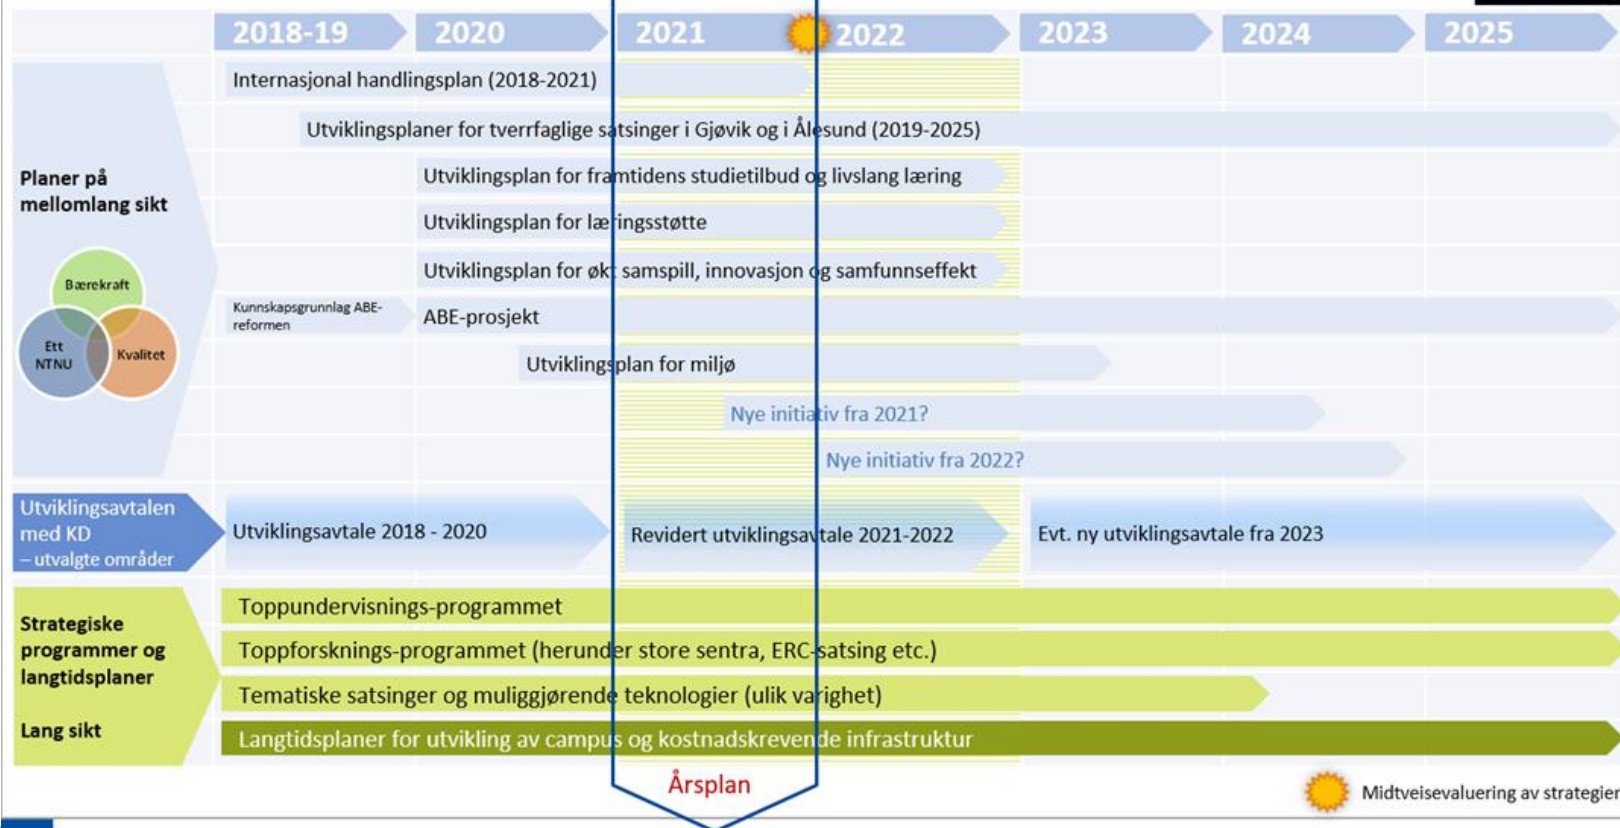 2018-19
2020
2021
2022
2023
2024
2025
Planer på
mellomlang sikt
Bærekraft
Ett
NTNU
Kvalitet
Internasjonal handlingsplan (2018-2021)
Utviklingsplaner for tverrfaglige satsinger i Gjøvik og i Ålesund (2019-2025)
Utviklingsplan for framtidens studietilbud og livslang læring
Utviklingsplan for læringsstøtte
Utviklingsplan for økt samspill, innovasjon og samfunnseffekt
Kunnskapsgrunnlag ABE-
reformen
ABE-prosjekt
Utviklingsplan for miljø
Nye initiativ fra 2021?
Nye initiativ fra 2022?
Utviklingsavtalen
med KD
– utvalgte områder
Utviklingsavtale 2018 - 2020
Revidert utviklingsavtale 2021-2022
Evt. ny utviklingsavtale fra 2023
Strategiske
programmer og
langtidsplaner
Lang sikt
Toppundervisnings-programmet
Toppforsknings-programmet (herunder store sentra, ERC-satsing etc.)
Tematiske satsinger og muliggjørende teknologier (ulik varighet)
Langtidsplaner for utvikling av campus og kostnadskrevende infrastruktur
Årsplan
Midtveisevaluering av strategier